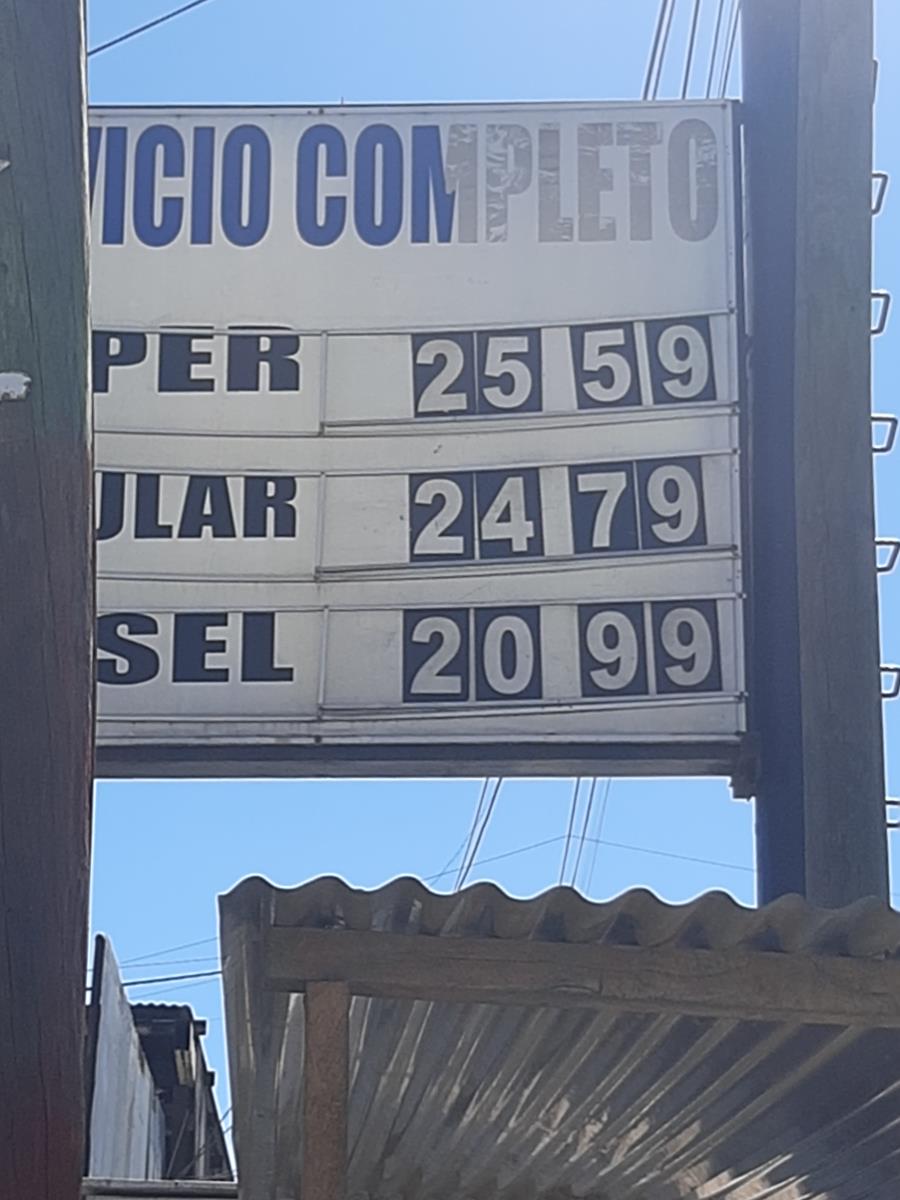 VICIO COMPLETO
PER 25 59
ULAR 24 79
SEL 20 99